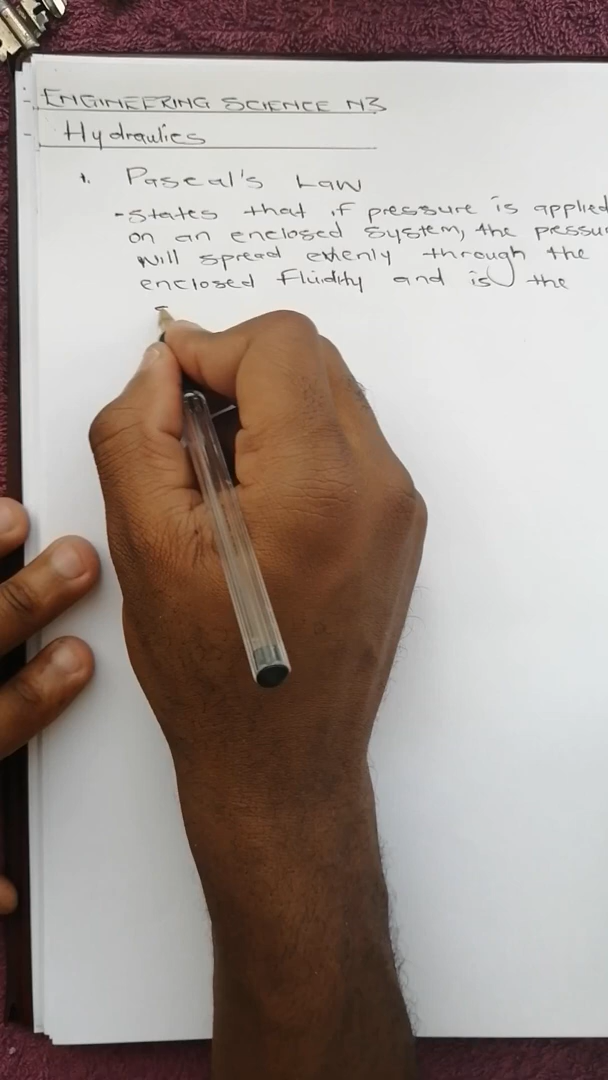 ENGINEERING SCIENCE N3
Hydraulics
1. Pascal's Law
- States that if pressure is applied
on an enclosed system, the pressu
will spread evenly through the
enclosed Fluidity and is the